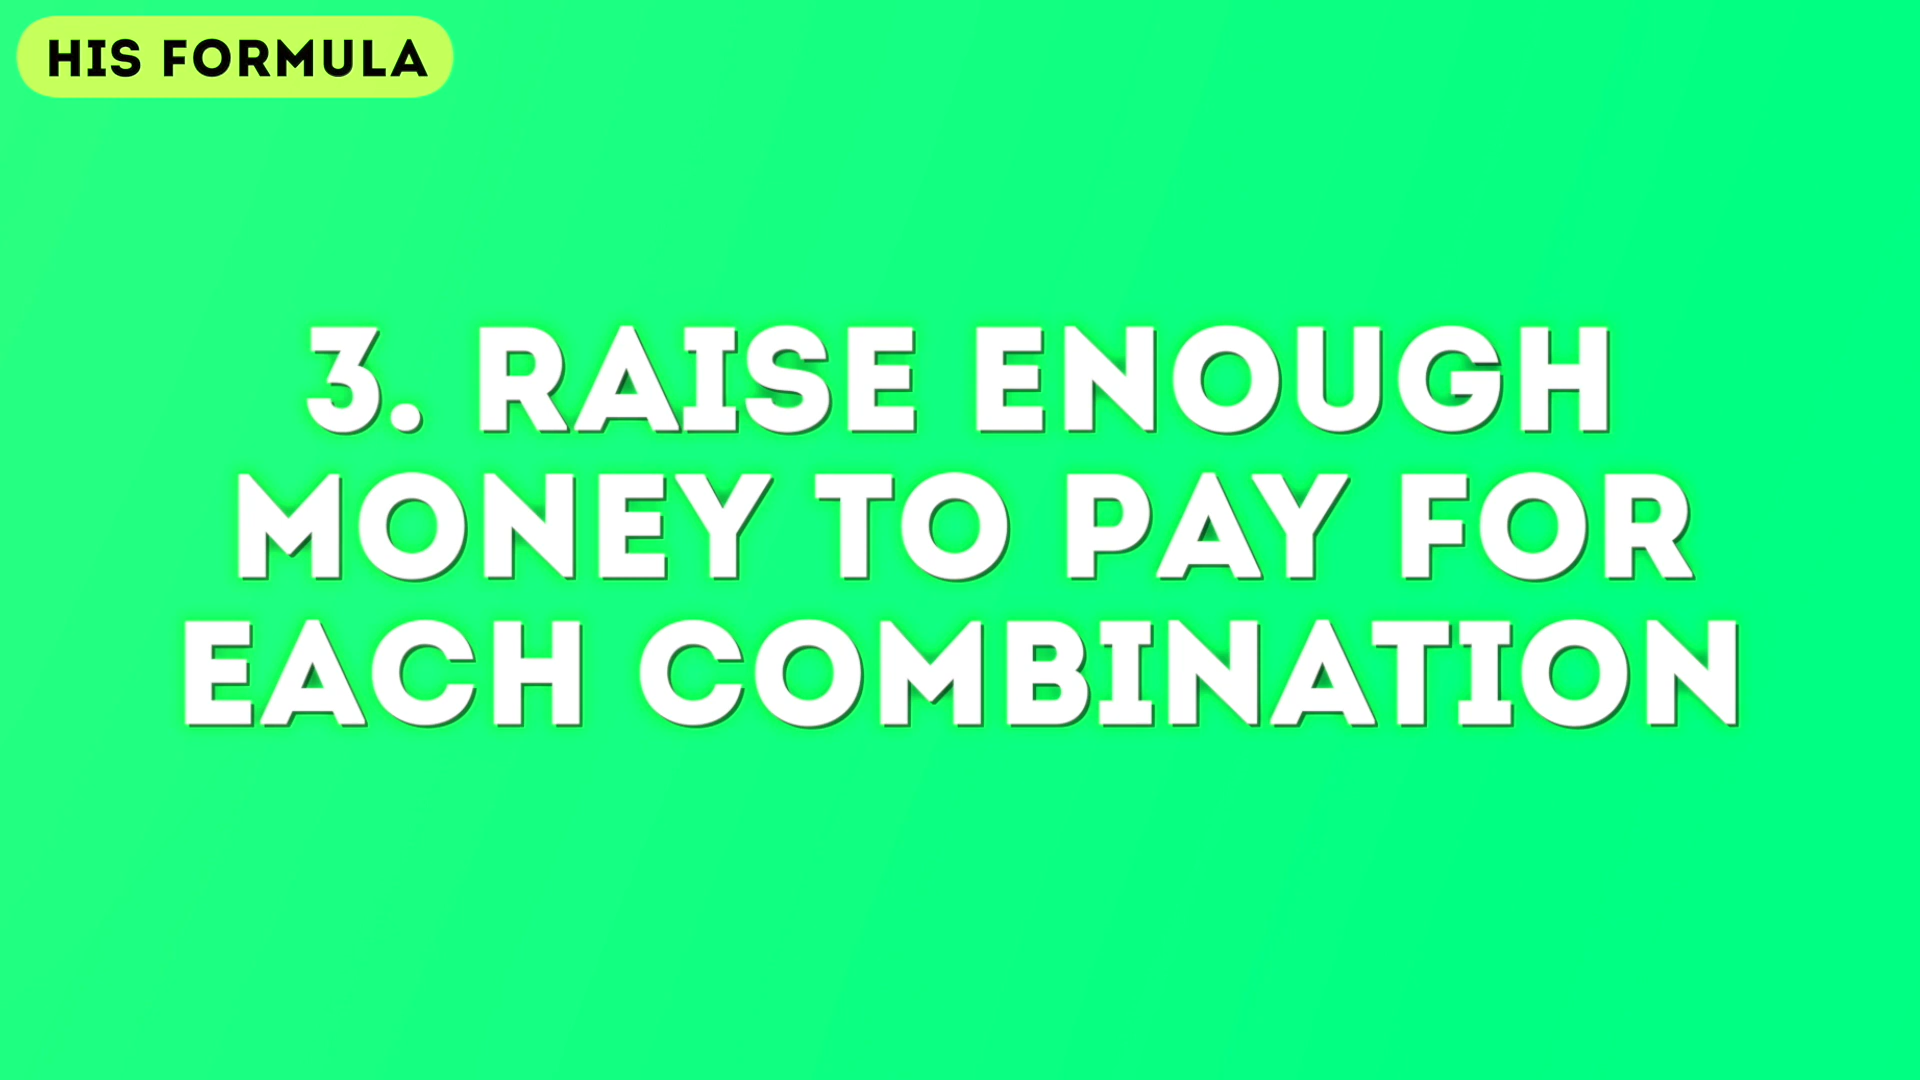 HIS FORMULA
3. RAISE ENOUGH
MONEY TO PAY FOR
EACH COMBINATION